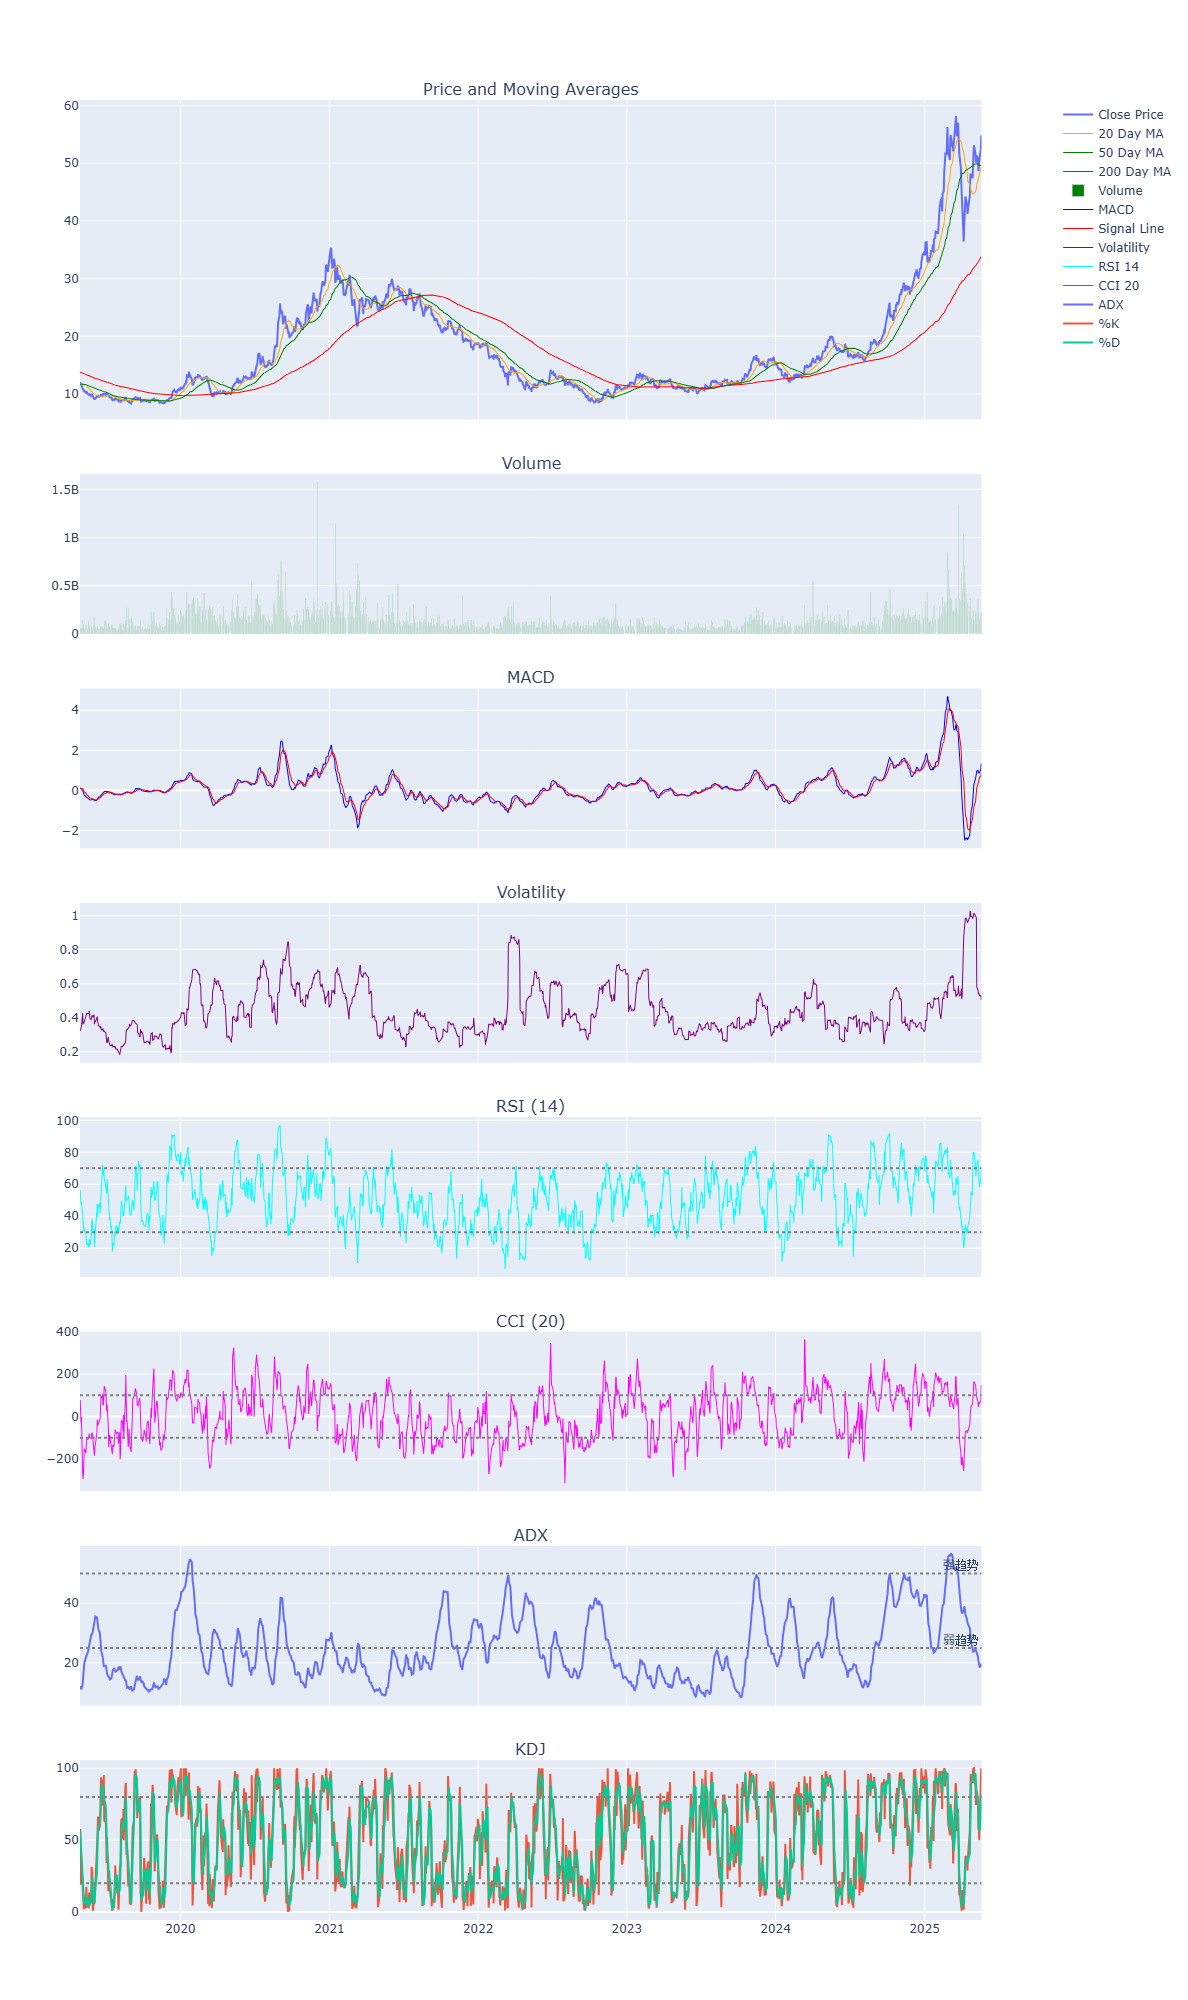 Price and Moving Averages
60
50
40
30
20
10
Close Price
20 Day MA
50 Day MA
200 Day MA
Volume
MACD
Signal Line
Volatility
RSI 14
CCI 20
ADX
%K
%D
Volume
1.5B
1B
0.5B
0
MACD
4
2
0
−2
Volatility
1
0.8
0.6
0.4
0.2
RSI (14)
100
80
60
40
20
CCI (20)
400
200
0
−200
ADX
强趋势
40
弱趋势
20
KDJ
100
50
0
2020 2021 2022 2023 2024 2025